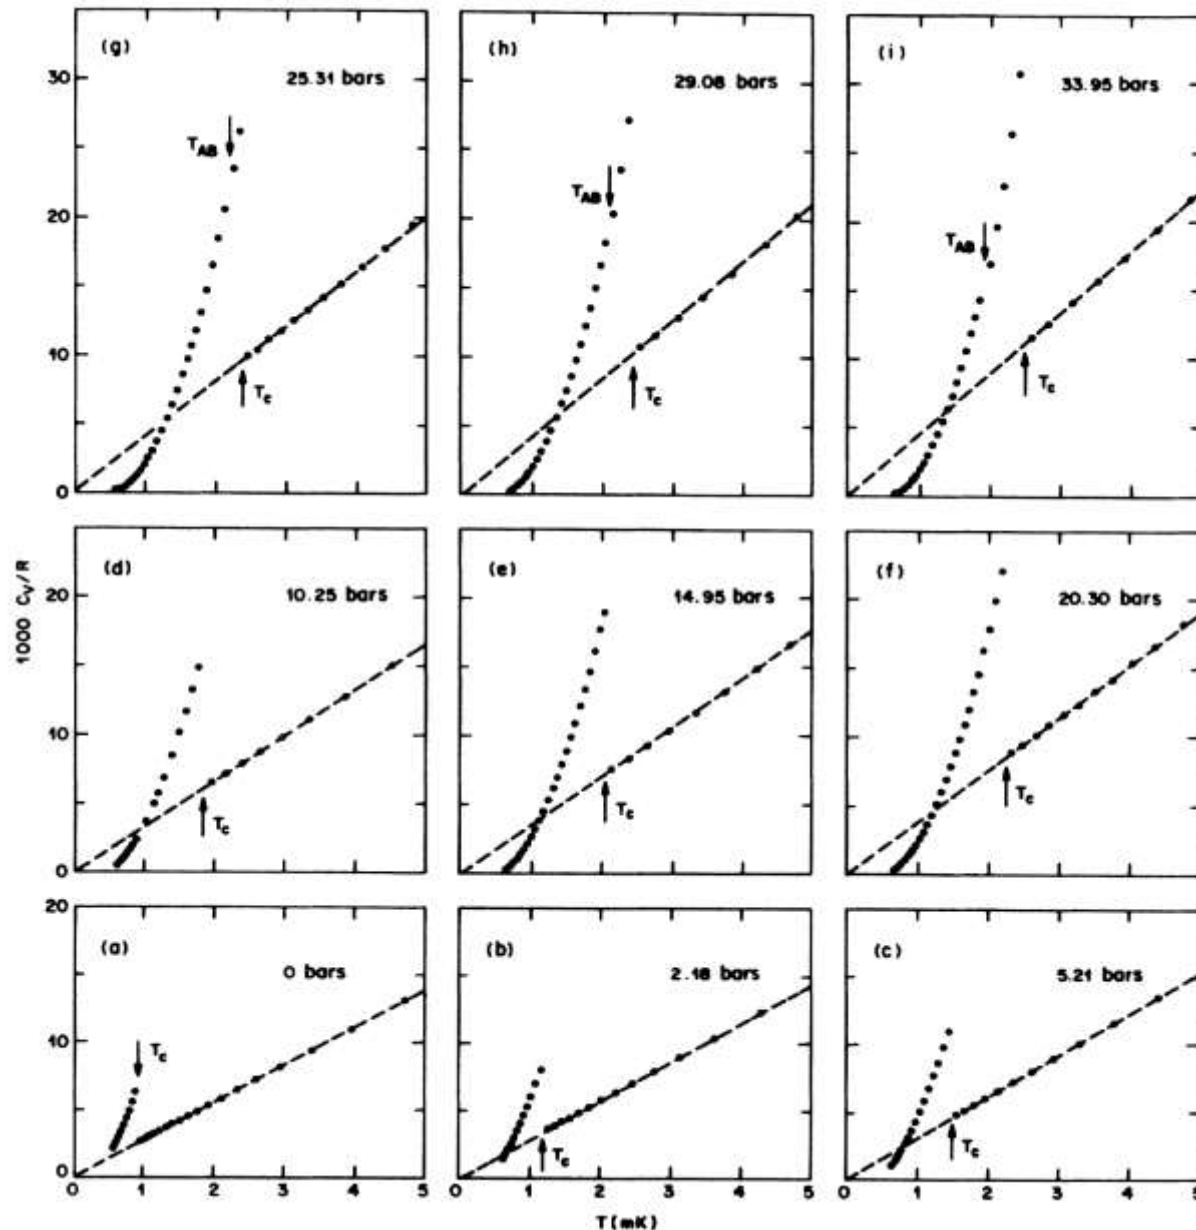 (g)
25.31 bars
(h)
29.08 bars
(i)
33.95 bars
30
T_AB
T_AB
T_AB
20
10
T_c
T_c
T_c
0
1000 C_V/R
(d)
10.25 bars
(e)
14.95 bars
(f)
20.30 bars
20
10
T_c
T_c
T_c
0
20
(a)
0 bars
(b)
2.18 bars
(c)
5.21 bars
10
T_c
T_c
T_c
0
0 1 2 3 4 5
0 1 2 3 4 5
0 1 2 3 4 5
T(mK)